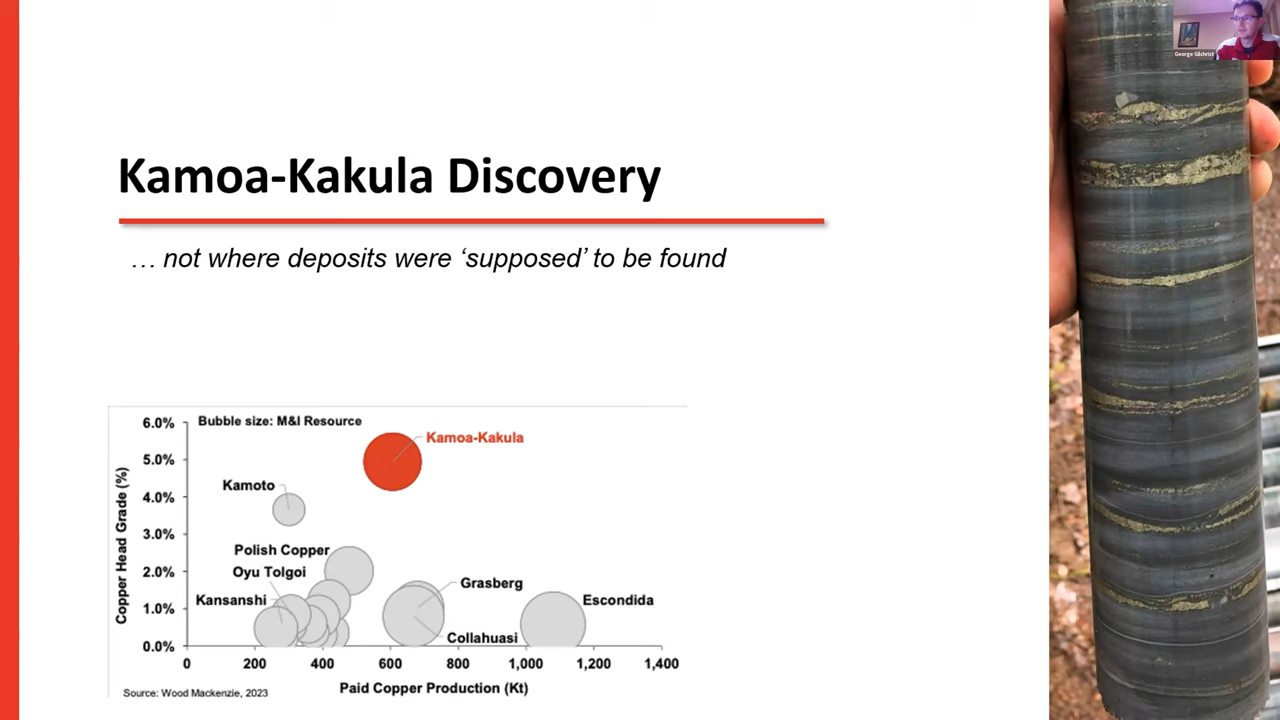 George Gilchrist
Kamoa-Kakula Discovery
… not where deposits were ‘supposed’ to be found
Bubble size: M&I Resource
6.0%
5.0%
4.0%
3.0%
2.0%
1.0%
0.0%
Copper Head Grade (%)
Kamoa-Kakula
Kamoto
Polish Copper
Oyu Tolgoi
Kansanshi
Grasberg
Escondida
Collahuasi
0 200 400 600 800 1,000 1,200 1,400
Paid Copper Production (Kt)
Source: Wood Mackenzie, 2023